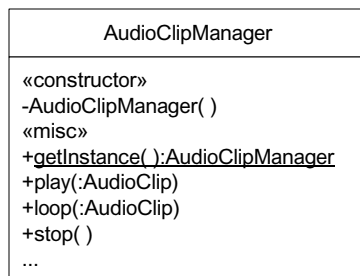 AudioClipManager
«constructor»
-AudioClipManager( )
«misc»
+getInstance( ):AudioClipManager
+play(:AudioClip)
+loop(:AudioClip)
+stop( )
...